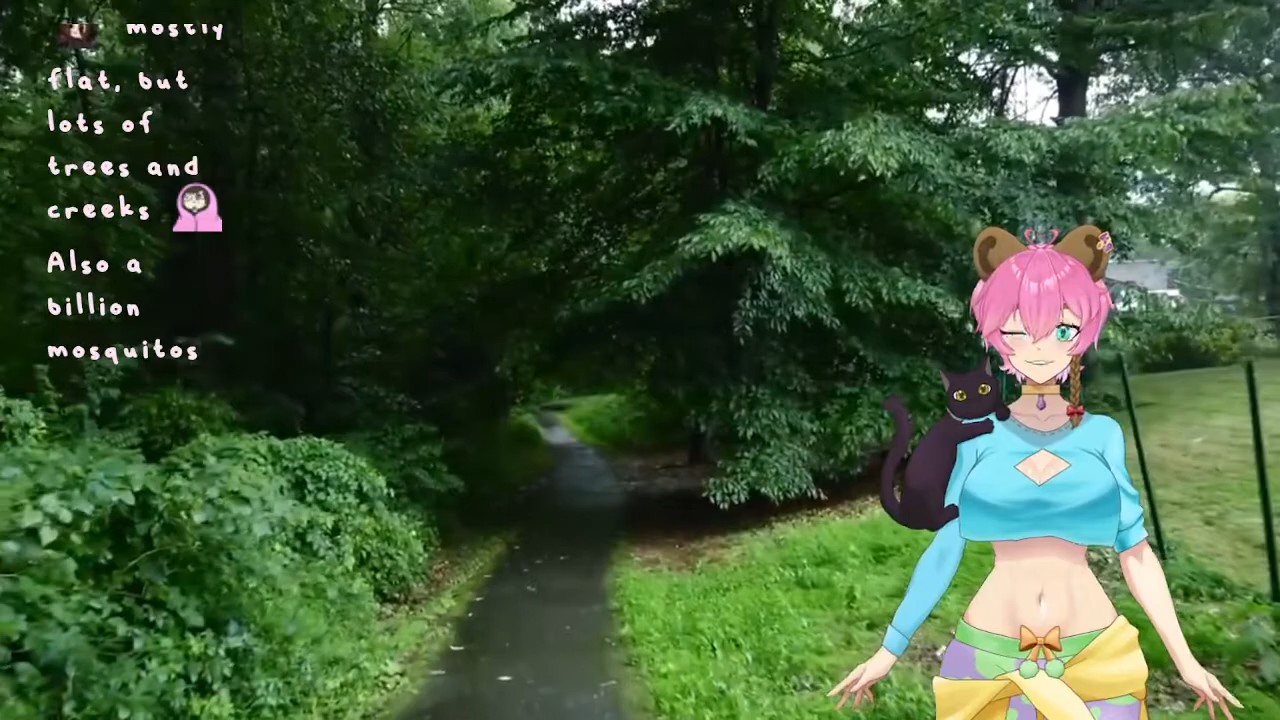 mostly
flat, but
lots of
trees and
creeks
Also a
billion
mosquitos